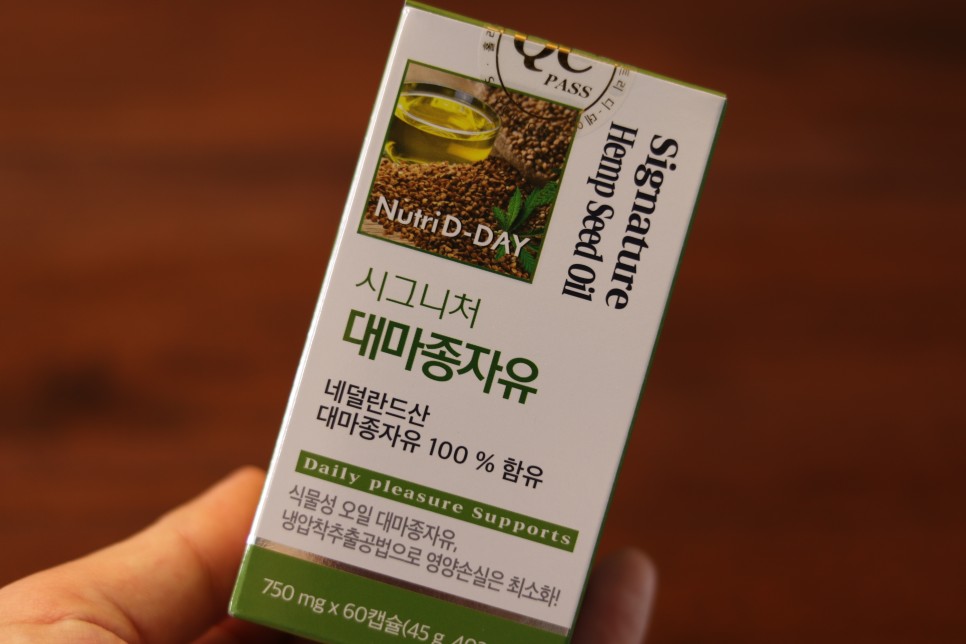 QC
PASS
Signature
Hemp Seed Oil
Nutri D-DAY
시그니처
대마종자유
네덜란드산
대마종자유 100 % 함유
Daily pleasure Supports
식물성 오일 대마종자유,
냉압착추출공법으로 영양손실은 최소화!
750 mg x 60캡슐(45 g